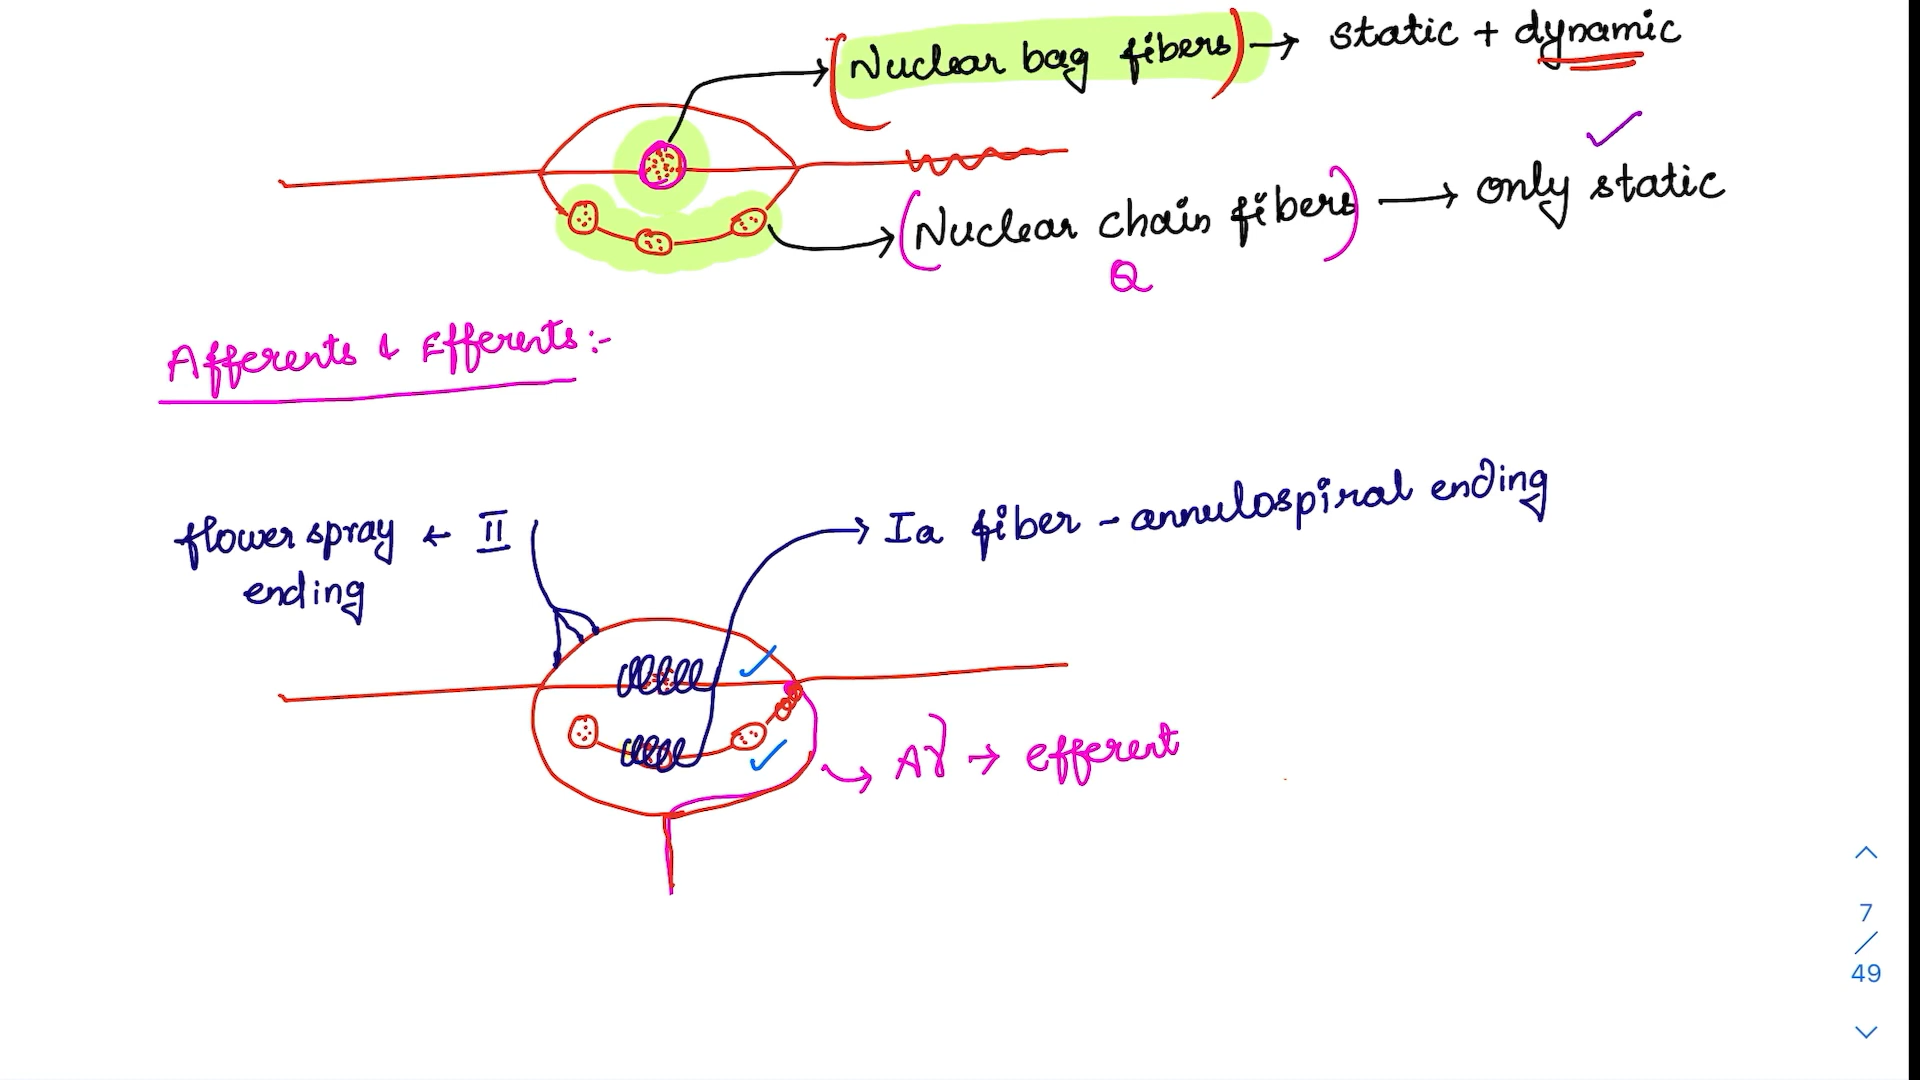 (Nuclear bag fibers) → static + dynamic
(Nuclear chain fibers) → only static
Q
Afferents & Efferents :-
flower spray ← II
ending
→ Ia fiber - annulospiral ending
→ Aγ → efferent
7
/
49